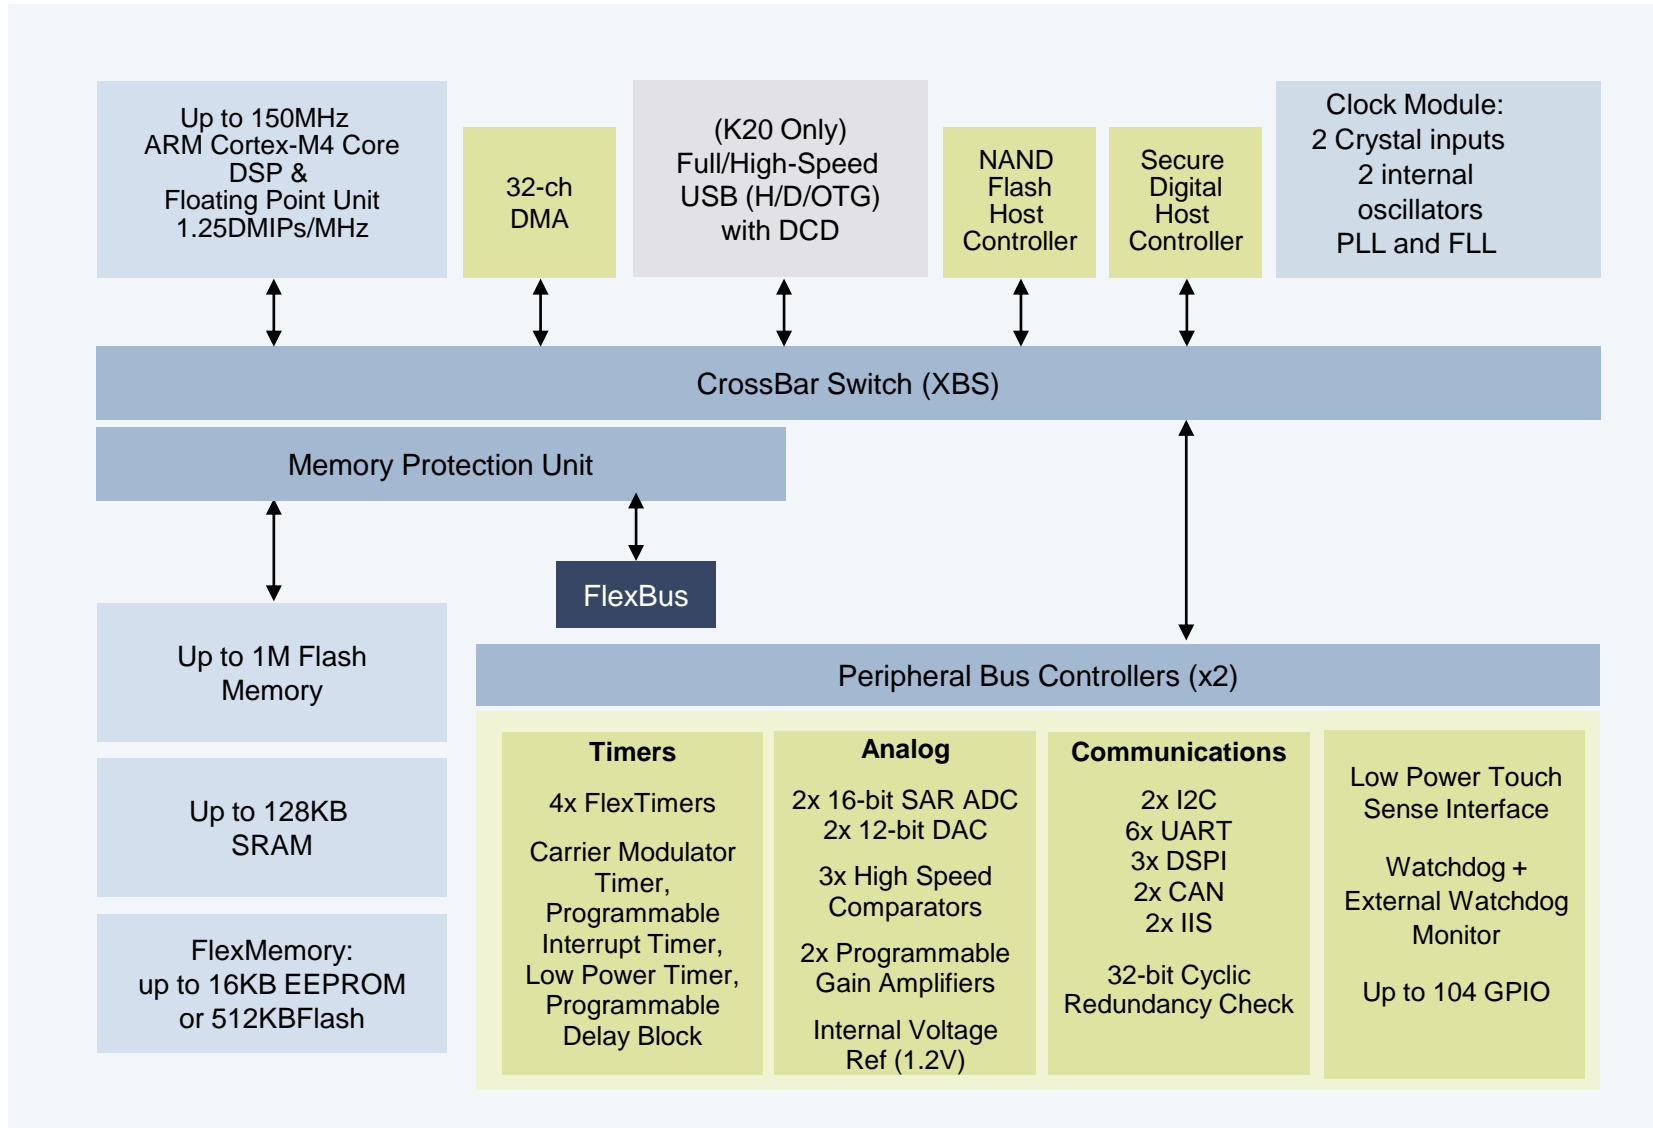 Up to 150MHz
ARM Cortex-M4 Core
DSP &
Floating Point Unit
1.25DMIPs/MHz
32-ch
DMA
(K20 Only)
Full/High-Speed
USB (H/D/OTG)
with DCD
NAND
Flash
Host
Controller
Secure
Digital
Host
Controller
Clock Module:
2 Crystal inputs
2 internal
oscillators
PLL and FLL
CrossBar Switch (XBS)
Memory Protection Unit
FlexBus
Up to 1M Flash
Memory
Up to 128KB
SRAM
FlexMemory:
up to 16KB EEPROM
or 512KBFlash
Peripheral Bus Controllers (x2)
Timers
4x FlexTimers
Carrier Modulator
Timer,
Programmable
Interrupt Timer,
Low Power Timer,
Programmable
Delay Block
Analog
2x 16-bit SAR ADC
2x 12-bit DAC
3x High Speed
Comparators
2x Programmable
Gain Amplifiers
Internal Voltage
Ref (1.2V)
Communications
2x I2C
6x UART
3x DSPI
2x CAN
2x IIS
32-bit Cyclic
Redundancy Check
Low Power Touch
Sense Interface
Watchdog +
External Watchdog
Monitor
Up to 104 GPIO